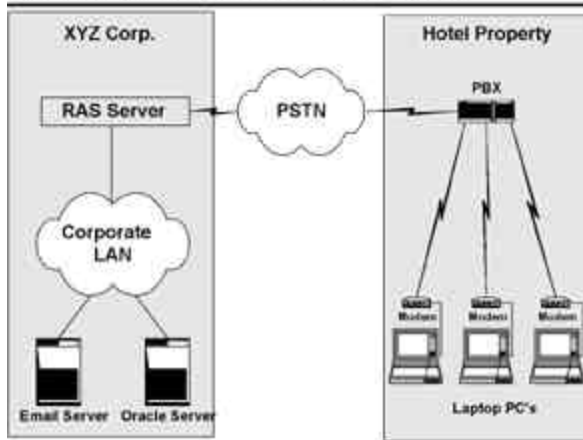 XYZ Corp.
Hotel Property
PBX
RAS Server
PSTN
Corporate
LAN
Modem
Modem
Modem
Email Server
Oracle Server
Laptop PC's